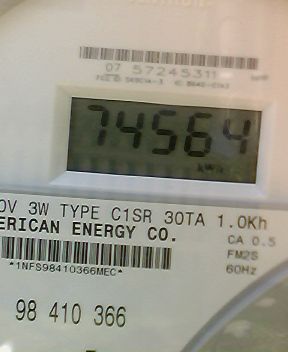 07 57245311
74564
kWh
0V 3W TYPE C1SR 30TA 1.0Kh
ERICAN ENERGY CO.
CA 0.5
FM2S
60Hz
*1NFS98410366MEC*
98 410 366